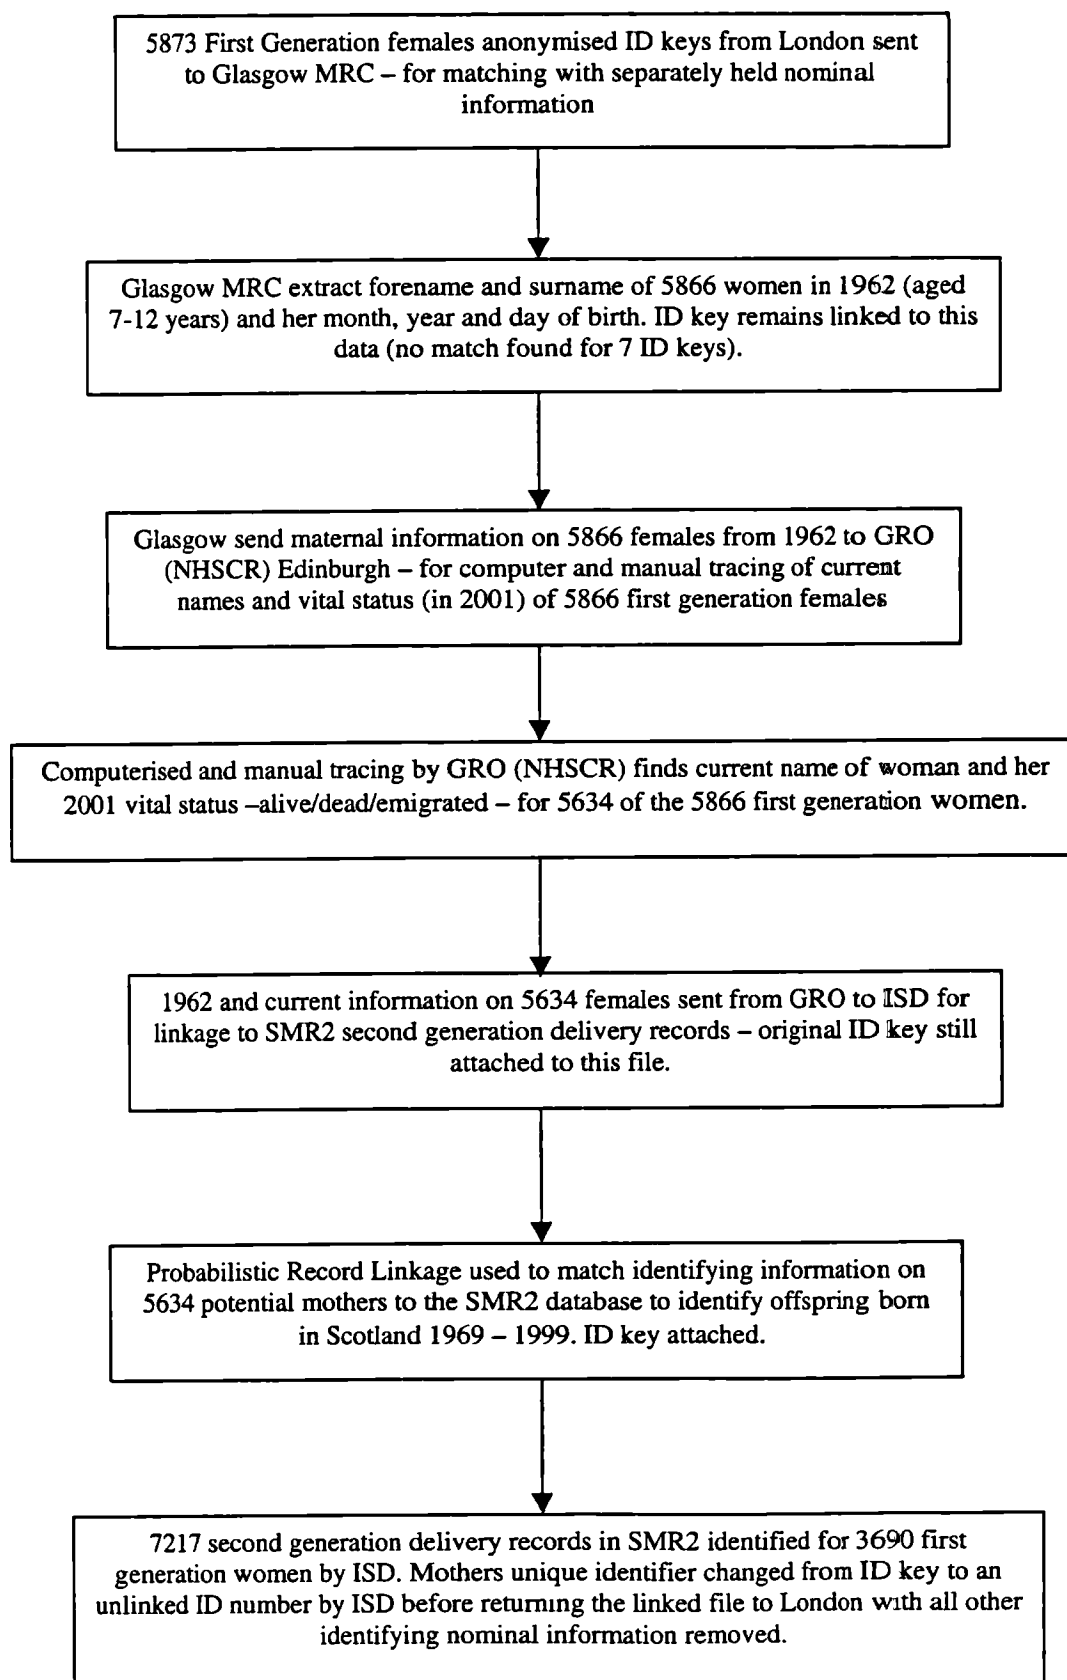 5873 First Generation females anonymised ID keys from London sent
to Glasgow MRC – for matching with separately held nominal
information
Glasgow MRC extract forename and surname of 5866 women in 1962 (aged
7-12 years) and her month, year and day of birth. ID key remains linked to this
data (no match found for 7 ID keys).
Glasgow send maternal information on 5866 females from 1962 to GRO
(NHSCR) Edinburgh – for computer and manual tracing of current
names and vital status (in 2001) of 5866 first generation females
Computerised and manual tracing by GRO (NHSCR) finds current name of woman and her
2001 vital status –alive/dead/emigrated – for 5634 of the 5866 first generation women.
1962 and current information on 5634 females sent from GRO to ISD for
linkage to SMR2 second generation delivery records – original ID key still
attached to this file.
Probabilistic Record Linkage used to match identifying information on
5634 potential mothers to the SMR2 database to identify offspring born
in Scotland 1969 – 1999. ID key attached.
7217 second generation delivery records in SMR2 identified for 3690 first
generation women by ISD. Mothers unique identifier changed from ID key to an
unlinked ID number by ISD before returning the linked file to London with all other
identifying nominal information removed.